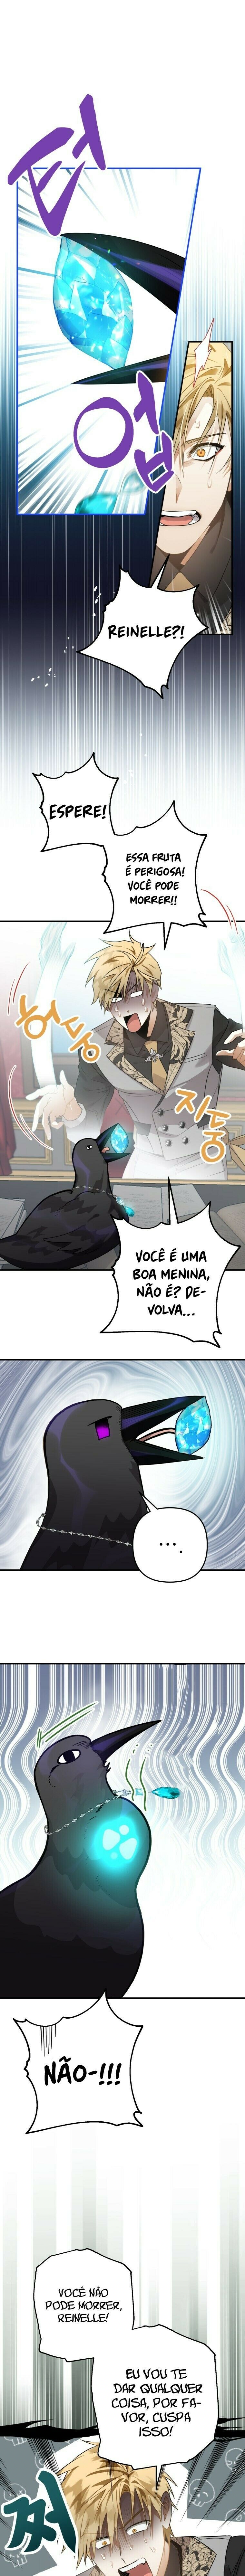 터
업
REINELLE?!
ESPERE!
ESSA FRUTA
É PERIGOSA!
VOCÊ PODE
MORRER!!
허둥
지둥
VOCÊ É UMA
BOA MENINA,
NÃO É? DE-
VOLVA...
...
NÃO-!!!
VOCÊ NÃO
PODE MORRER,
REINELLE!
EU VOU TE
DAR QUALQUER
COISA, POR FA-
VOR, CUSPA
ISSO!